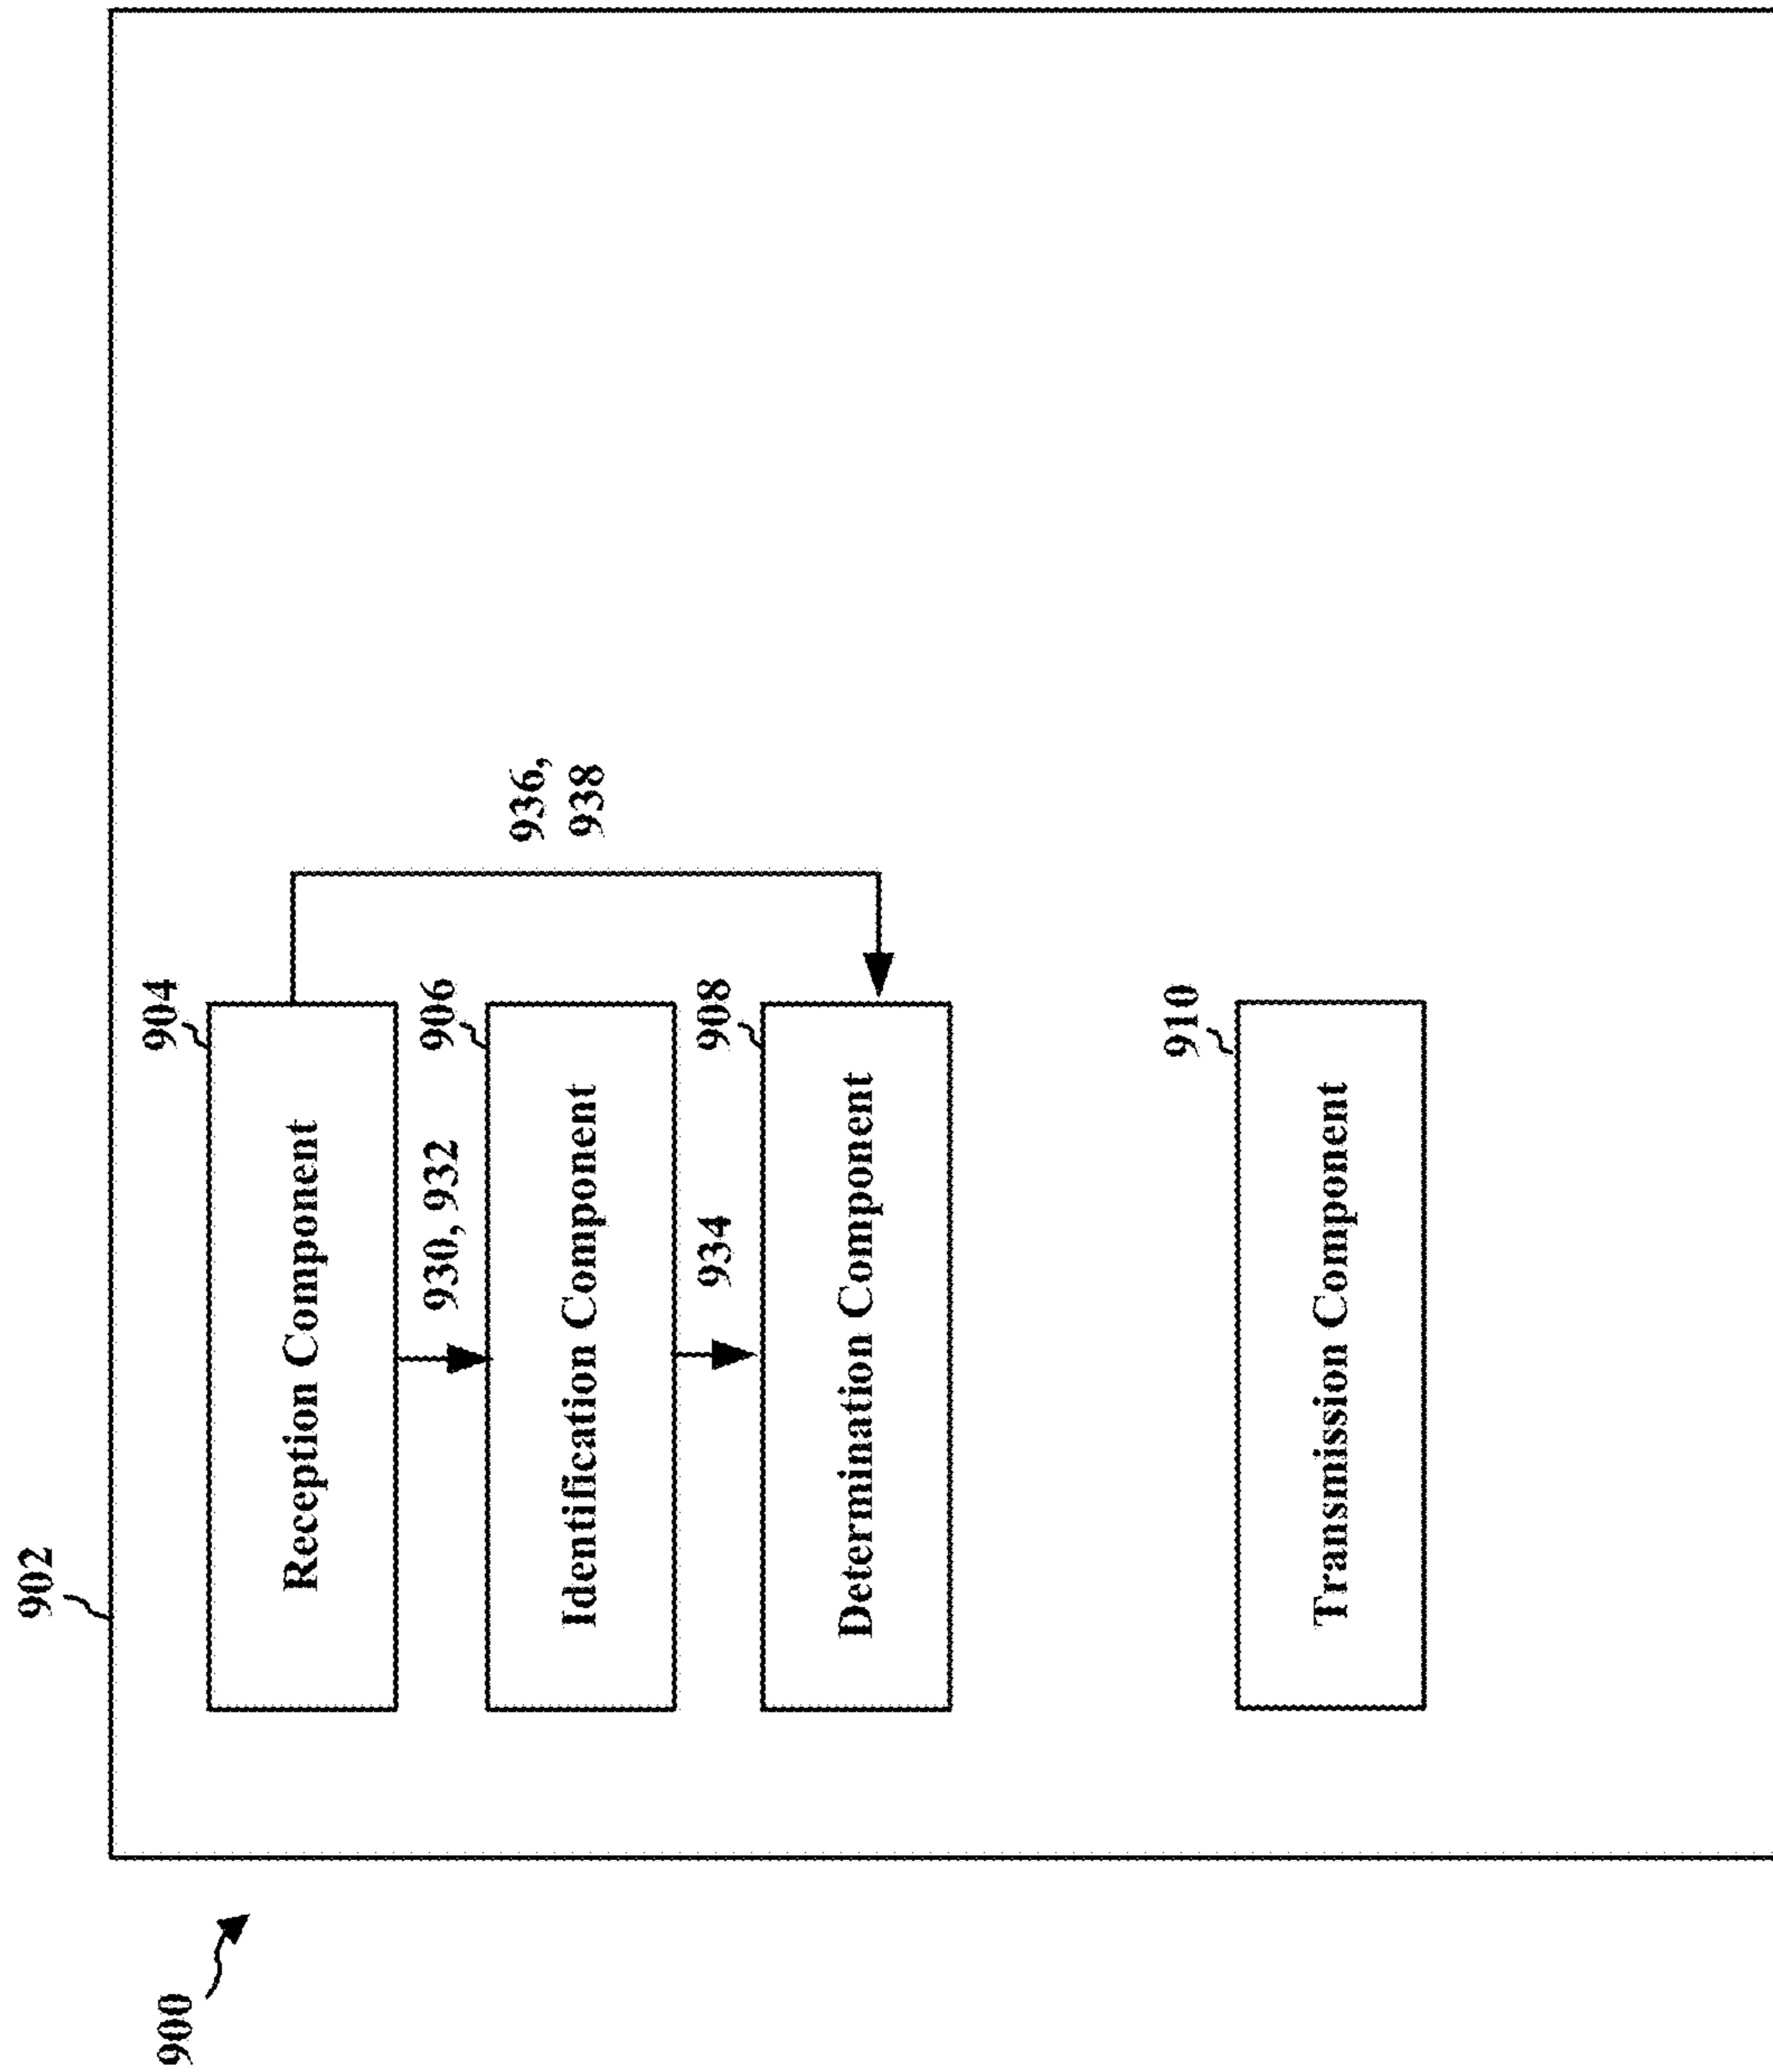 900
902
904
Reception Component
930, 932
906
Identification Component
936,
938
934
908
Determination Component
910
Transmission Component